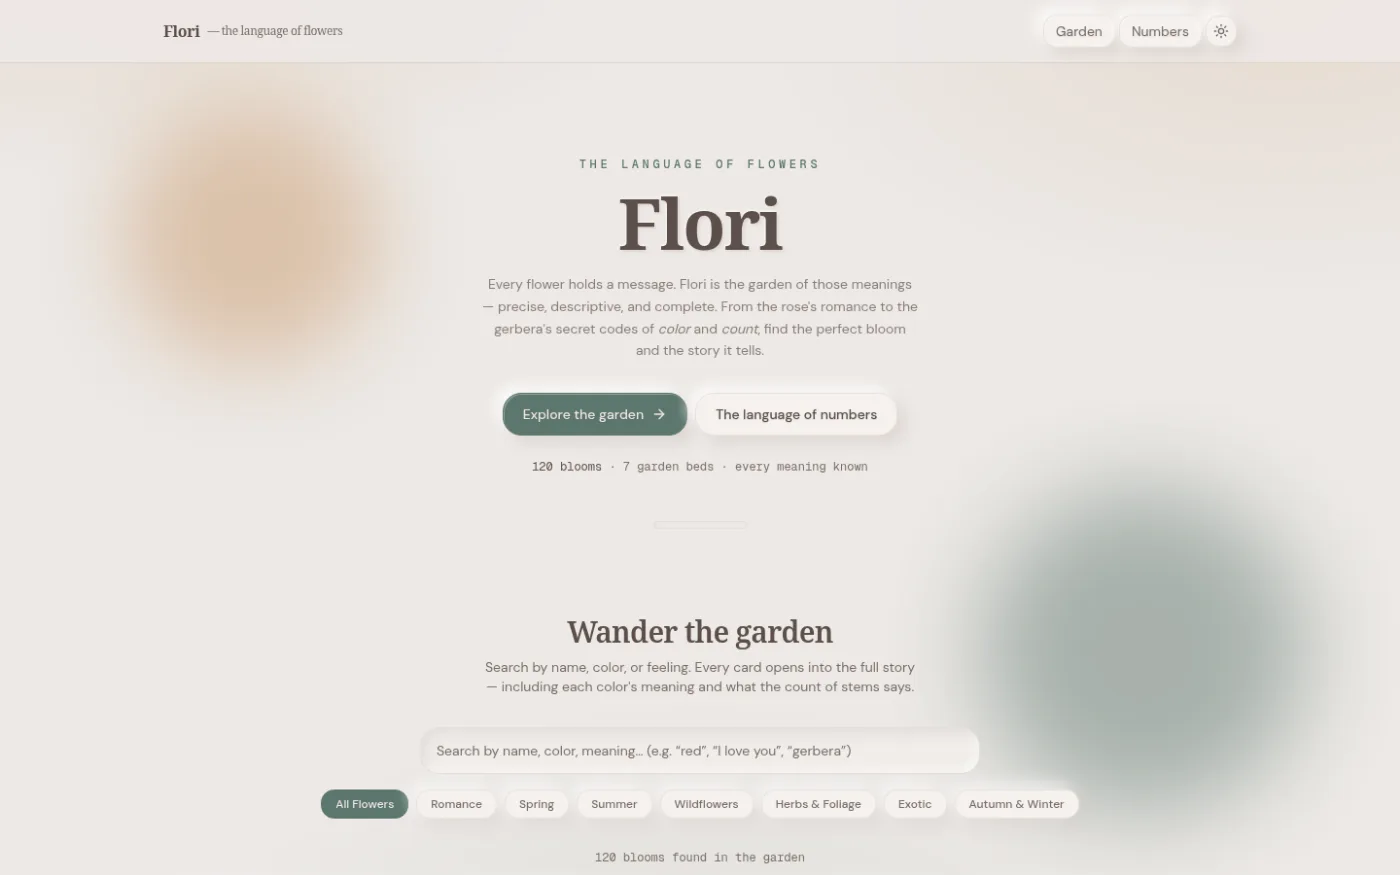 Flori — the language of flowers
Garden
Numbers
THE LANGUAGE OF FLOWERS
Flori
Every flower holds a message. Flori is the garden of those meanings
— precise, descriptive, and complete. From the rose's romance to the
gerbera's secret codes of color and count, find the perfect bloom
and the story it tells.
Explore the garden →
The language of numbers
120 blooms · 7 garden beds · every meaning known
Wander the garden
Search by name, color, or feeling. Every card opens into the full story
— including each color's meaning and what the count of stems says.
Search by name, color, meaning… (e.g. “red”, “I love you”, “gerbera”)
All Flowers
Romance
Spring
Summer
Wildflowers
Herbs & Foliage
Exotic
Autumn & Winter
120 blooms found in the garden